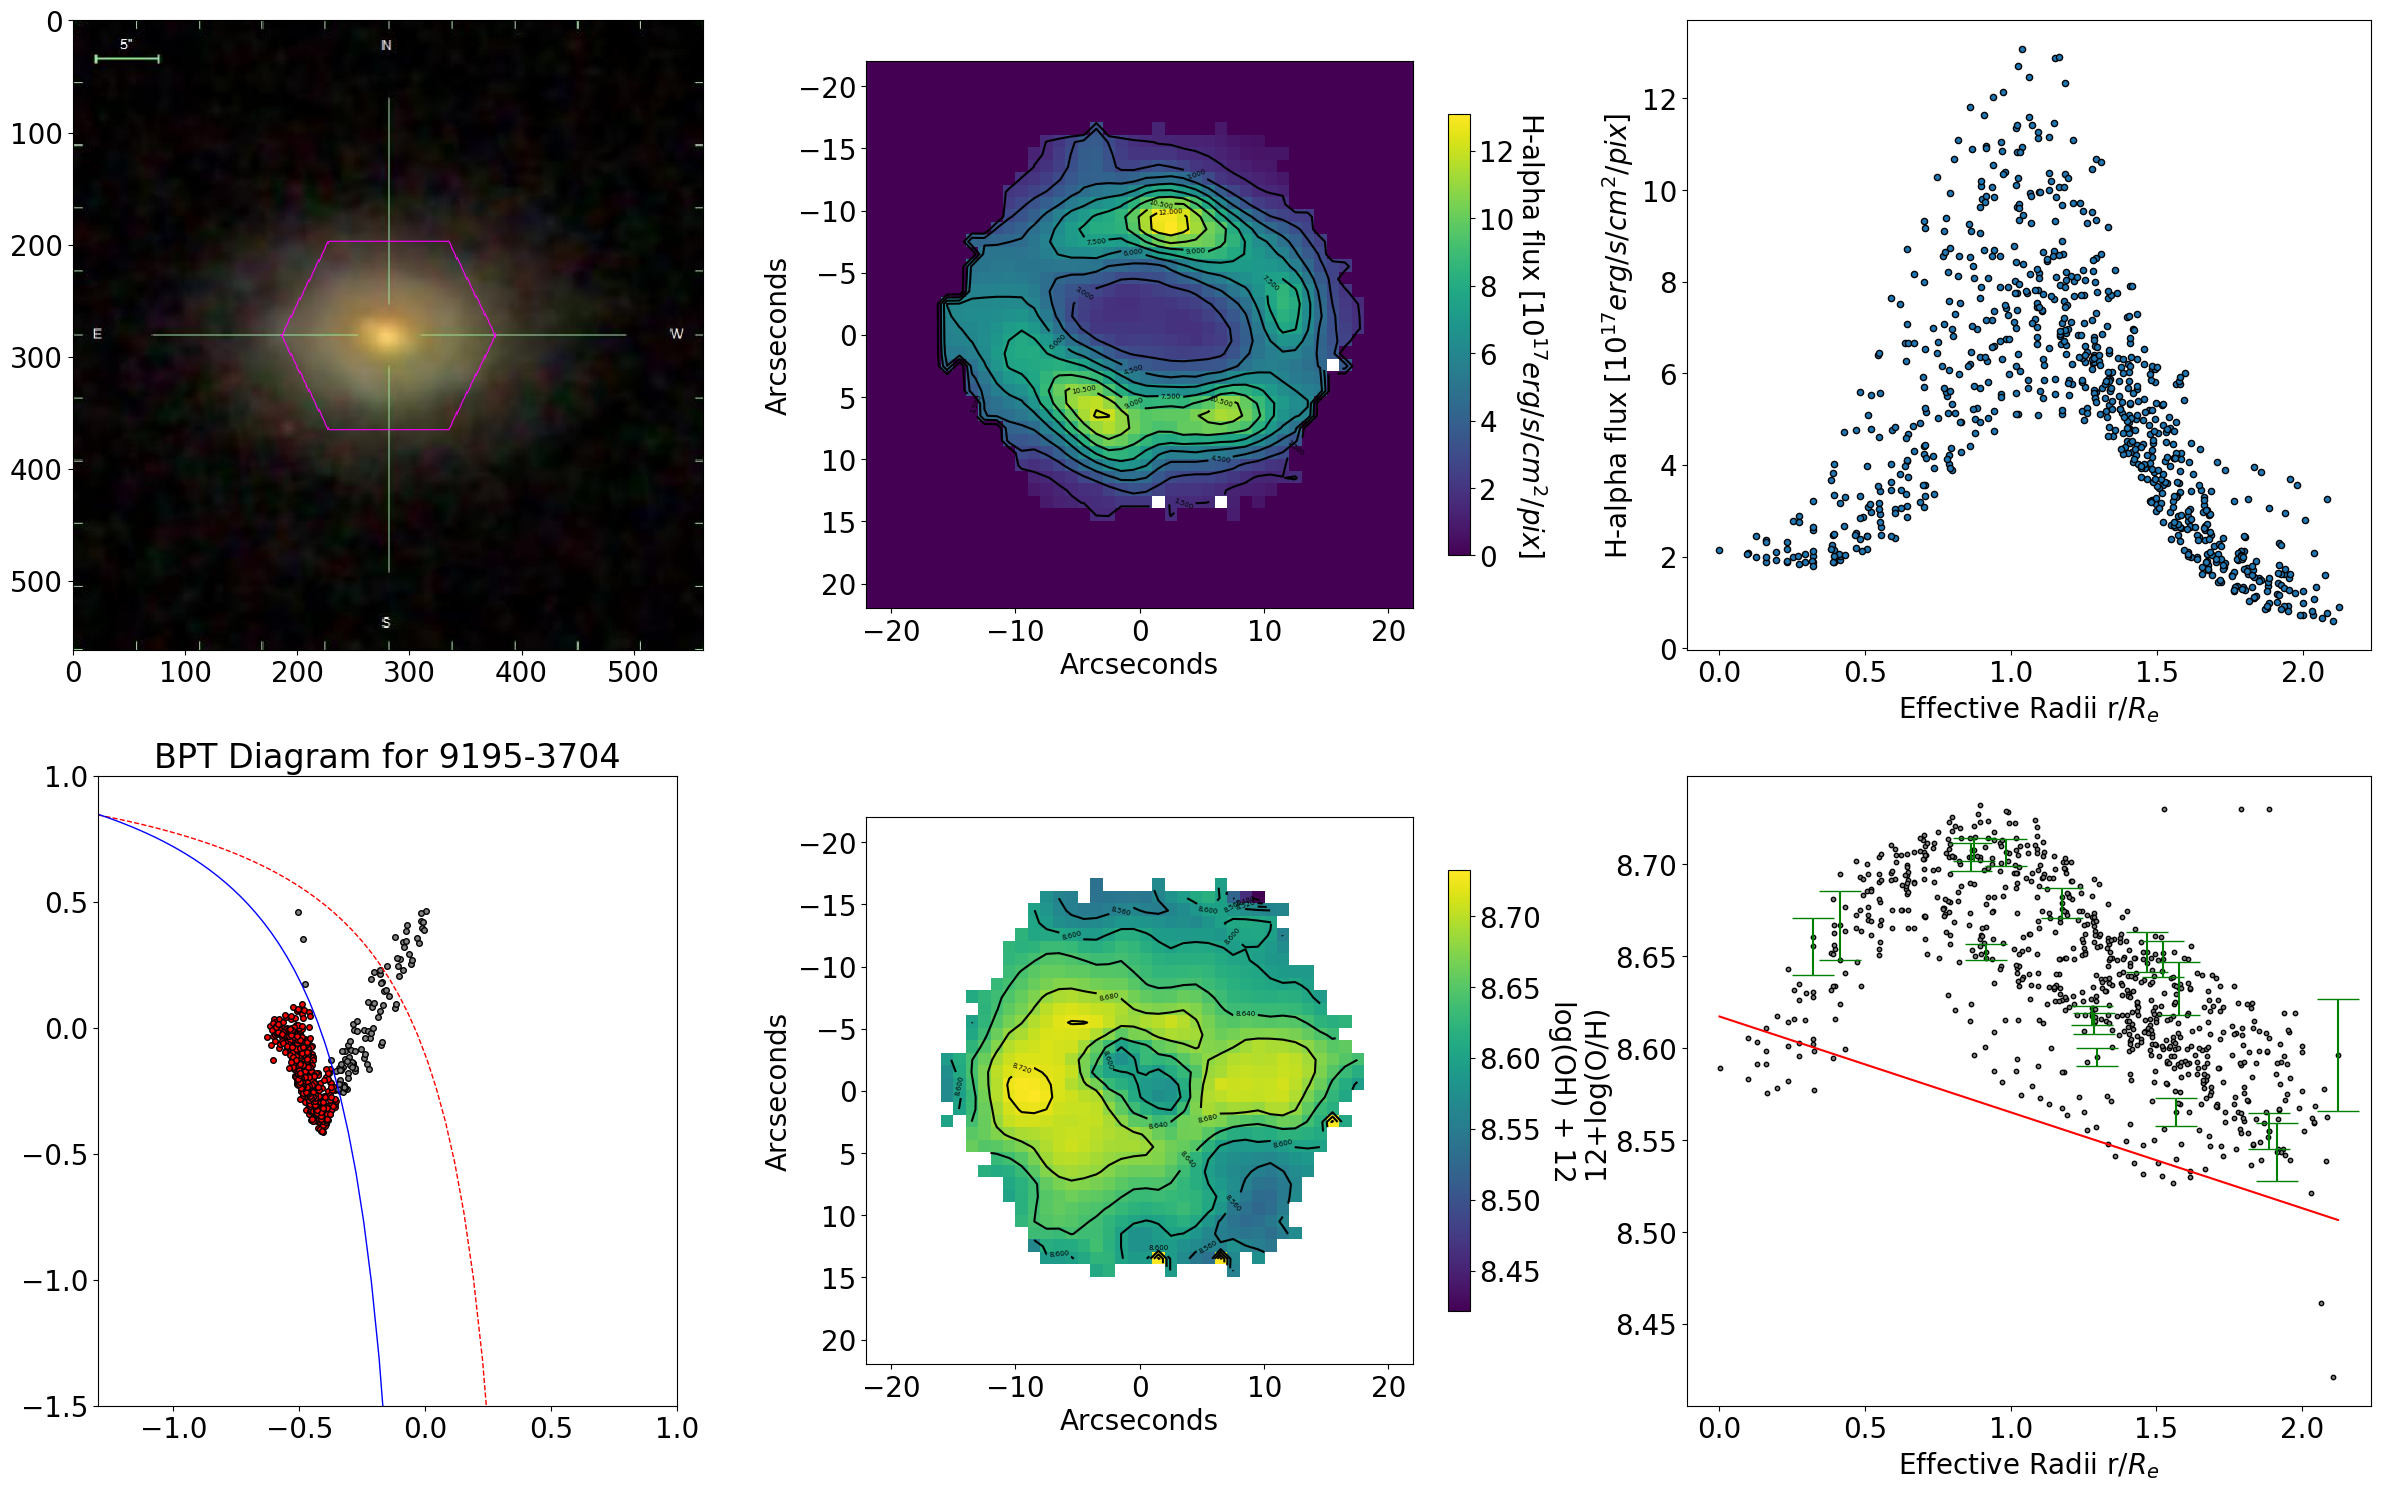 0
100
200
300
400
500
5"
N
E
W
S
0 100 200 300 400 500
−20
−15
−10
−5
0
5
10
15
20
Arcseconds
−20 −10 0 10 20
Arcseconds
12
10
8
6
4
2
0
H-alpha flux [10^{17}erg/s/cm^2/pix]
12
10
8
6
4
2
0
H-alpha flux [10^{17}erg/s/cm^2/pix]
0.0 0.5 1.0 1.5 2.0
Effective Radii r/R_e
BPT Diagram for 9195-3704
1.0
0.5
0.0
−0.5
−1.0
−1.5
−1.0 −0.5 0.0 0.5 1.0
−20
−15
−10
−5
0
5
10
15
20
Arcseconds
−20 −10 0 10 20
Arcseconds
8.70
8.65
8.60
8.55
8.50
8.45
12 + log(O/H)
12+log(O/H)
8.70
8.65
8.60
8.55
8.50
8.45
0.0 0.5 1.0 1.5 2.0
Effective Radii r/R_e